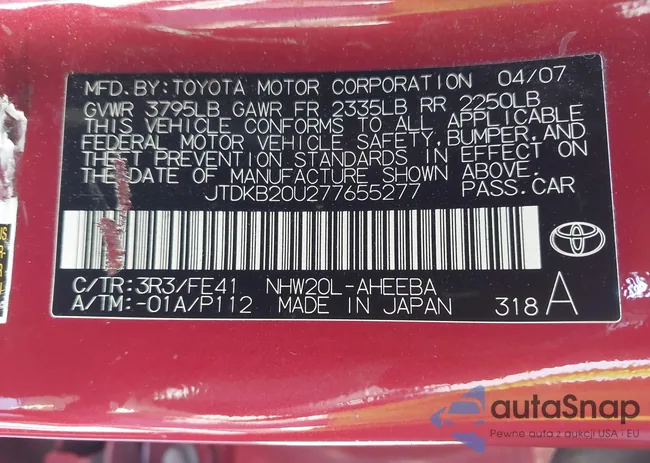 MFD. BY: TOYOTA MOTOR CORPORATION 04/07
GVWR 3795LB GAWR FR 2335LB RR 2250LB
THIS VEHICLE CONFORMS TO ALL APPLICABLE
FEDERAL MOTOR VEHICLE SAFETY, BUMPER, AND
THEFT PREVENTION STANDARDS IN EFFECT ON
THE DATE OF MANUFACTURE SHOWN ABOVE.
JTDKB20U277655277 PASS. CAR
C/TR: 3R3/FE41 NHW20L-AHEEBA
A/TM: -01A/P112 MADE IN JAPAN 318 A
autaSnap
Pewne auta z aukcji USA i EU